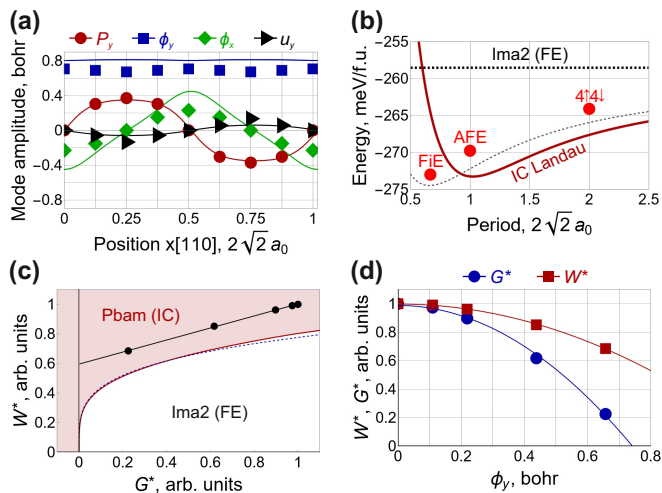 (a)
P_y ϕ_y ϕ_x u_y
Mode amplitude, bohr
0.8
0.4
0
−0.4
−0.8
0 0.25 0.5 0.75 1
Position x[110], 2√2 a₀
(b)
Energy, meV/f.u.
−255
−260
−265
−270
−275
Ima2 (FE)
4↑4↓
AFE
FiE
IC Landau
0.5 1 1.5 2 2.5
Period, 2√2 a₀
(c)
W*, arb. units
1
0.8
0.6
0.4
0.2
0
Pbam (IC)
Ima2 (FE)
0 0.2 0.4 0.6 0.8 1
G*, arb. units
(d)
G* W*
W*, G*, arb. units
1
0.8
0.6
0.4
0.2
0
0 0.2 0.4 0.6 0.8
ϕ_y, bohr